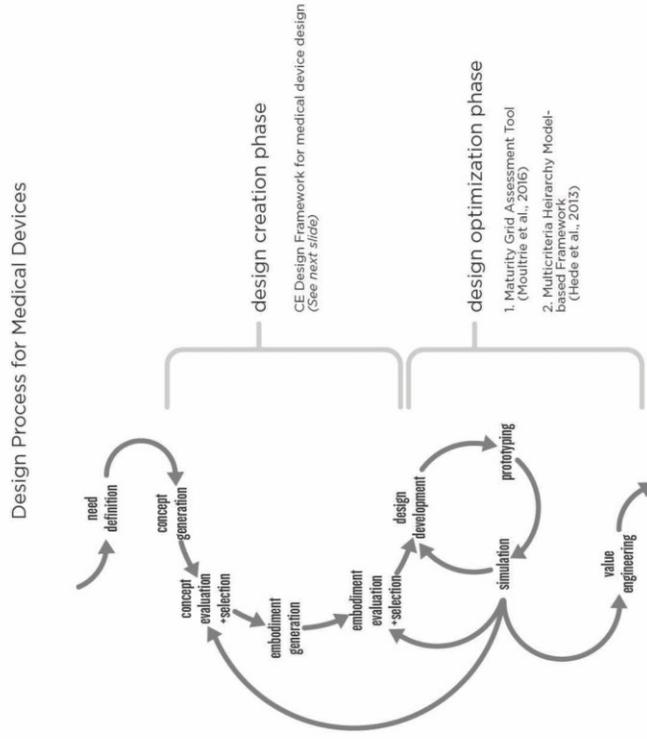 Design Process for Medical Devices
need
definition
concept
generation
concept
evaluation
+selection
embodiment
generation
embodiment
evaluation
+selection
design
development
prototyping
simulation
value
engineering
design creation phase
CE Design Framework for medical device design
(See next slide)
design optimization phase
1. Maturity Grid Assessment Tool
(Moultrie et al., 2016)
2. Multicriteria Heirarchy Model-
based Framework
(Hede et al., 2013)